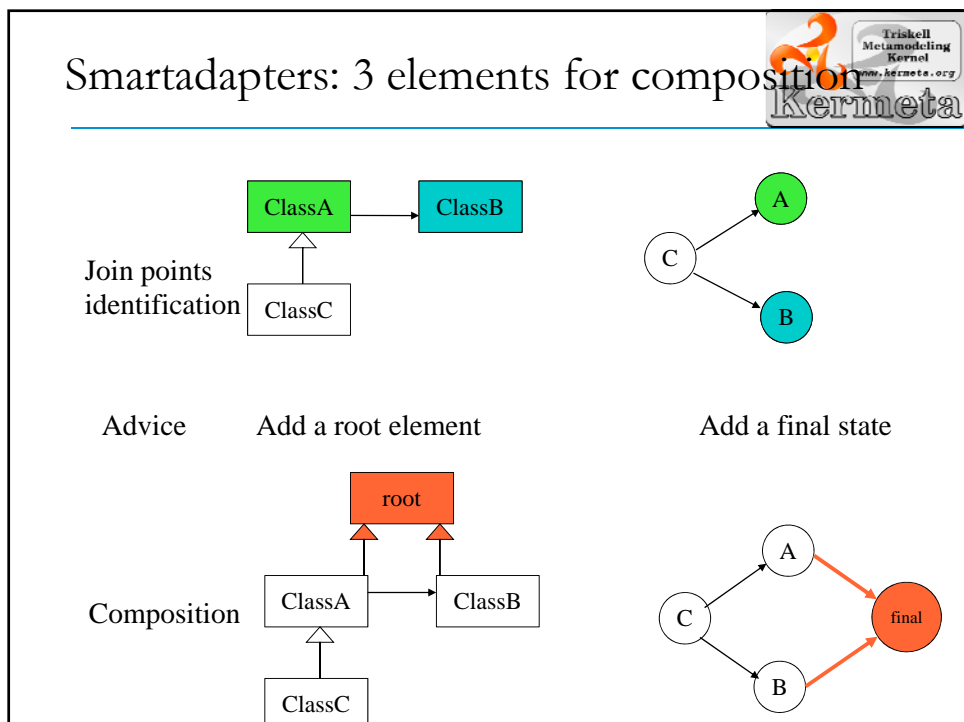 Smartadapters: 3 elements for composition
Triskell
Metamodeling
Kernel
www.kermeta.org
Kermeta
ClassA
ClassB
A
Join points
identification
C
ClassC
B
Advice
Add a root element
Add a final state
root
A
Composition
ClassA
ClassB
C
final
B
ClassC